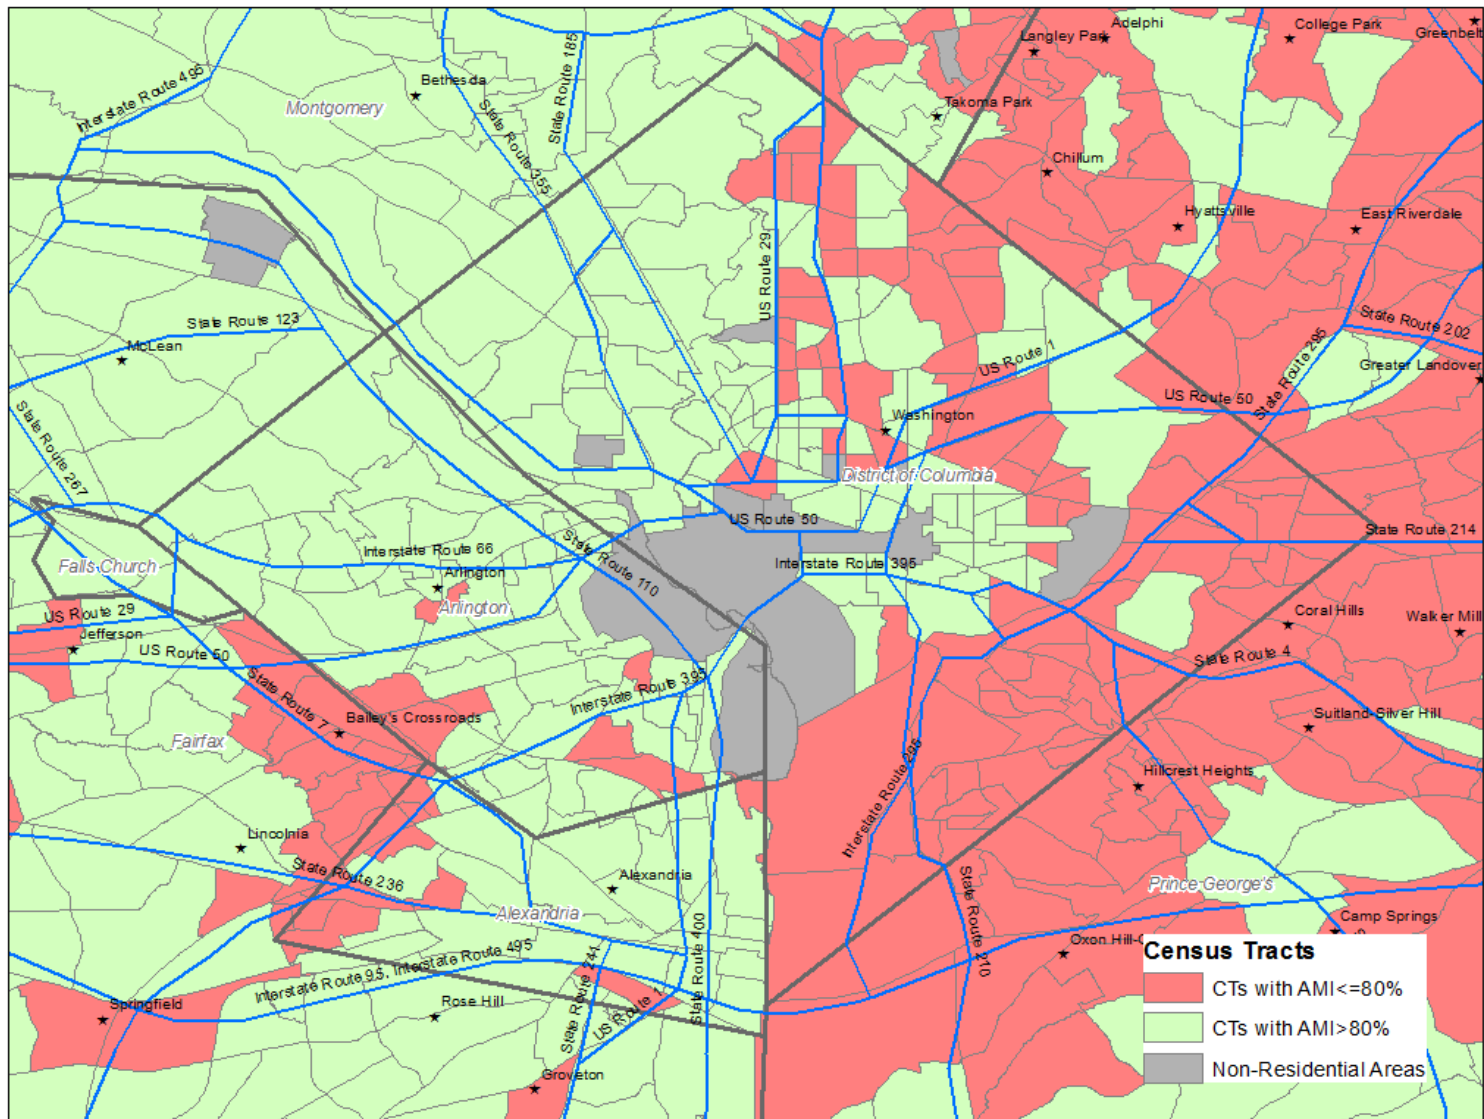 Interstate Route 495
State Route 185
Bethesda
Montgomery
State Route 355
Langley Park
Adelphi
College Park
Greenbelt
Takoma Park
Chillum
Hyattsville
East Riverdale
US Route 29
State Route 123
McLean
State Route 202
State Route 295
Greater Landover
US Route 1
US Route 50
Washington
State Route 267
District of Columbia
US Route 50
State Route 214
Falls Church
Interstate Route 66
Arlington
State Route 110
Interstate Route 395
Arlington
US Route 29
Jefferson
US Route 50
Coral Hills
Walker Mill
State Route 4
State Route 7
Interstate Route 395
Bailey's Crossroads
Fairfax
Suitland-Silver Hill
Interstate Route 295
Hillcrest Heights
Lincolnia
State Route 236
Alexandria
Alexandria
Prince George's
State Route 400
State Route 210
Camp Springs
Oxon Hill-
Interstate Route 95, Interstate Route 495
State Route 241
US Route 1
Springfield
Rose Hill
Groveton
Census Tracts
CTs with AMI<=80%
CTs with AMI>80%
Non-Residential Areas